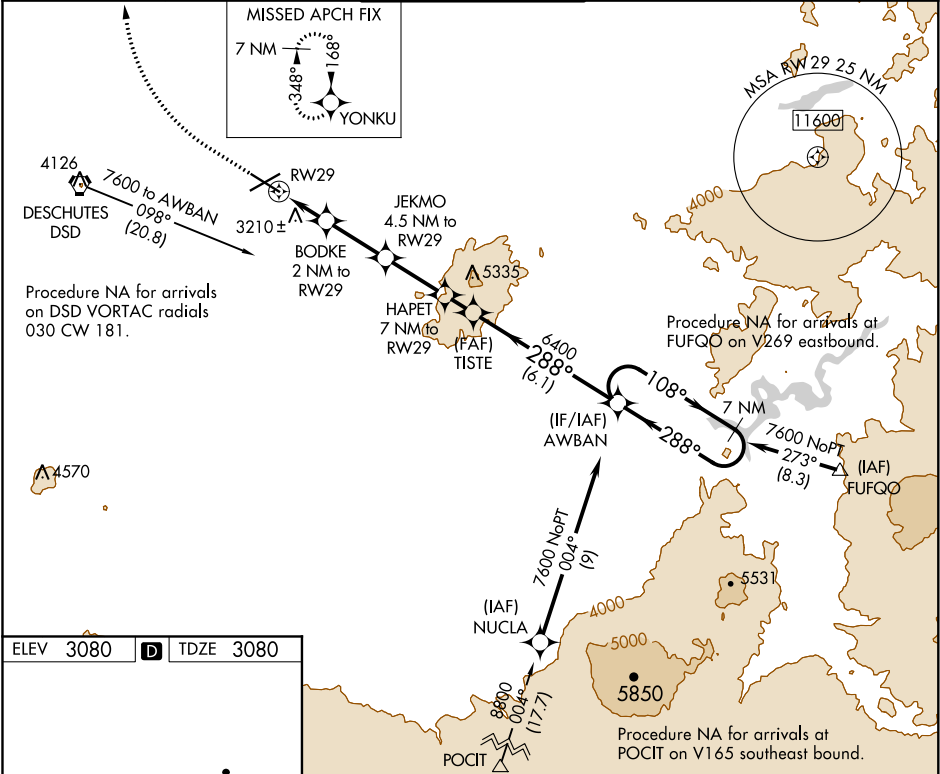 MISSED APCH FIX
7 NM
348°
168°
YONKU
MSA RW 29 25 NM
11600
4126
DESCHUTES
DSD
7600 to AWBAN
098°
(20.8)
RW29
3210 ±
BODKE
2 NM to
RW29
JEKMO
4.5 NM to
RW29
4000
5335
HAPET
7 NM to
RW29
(FAF)
TISTE
Procedure NA for arrivals
on DSD VORTAC radials
030 CW 181.
Procedure NA for arrivals at
FUFQO on V269 eastbound.
6400
288°
(6.1)
108°
7 NM
288°
(IF/IAF)
AWBAN
7600 NoPT
273°
(8.3)
(IAF)
FUFQO
4570
7600 NoPT
004°
(9)
5531
(IAF)
NUCLA
4000
5000
5850
8800
004°
(17.7)
POCIT
Procedure NA for arrivals at
POCIT on V165 southeast bound.
ELEV 3080 D TDZE 3080